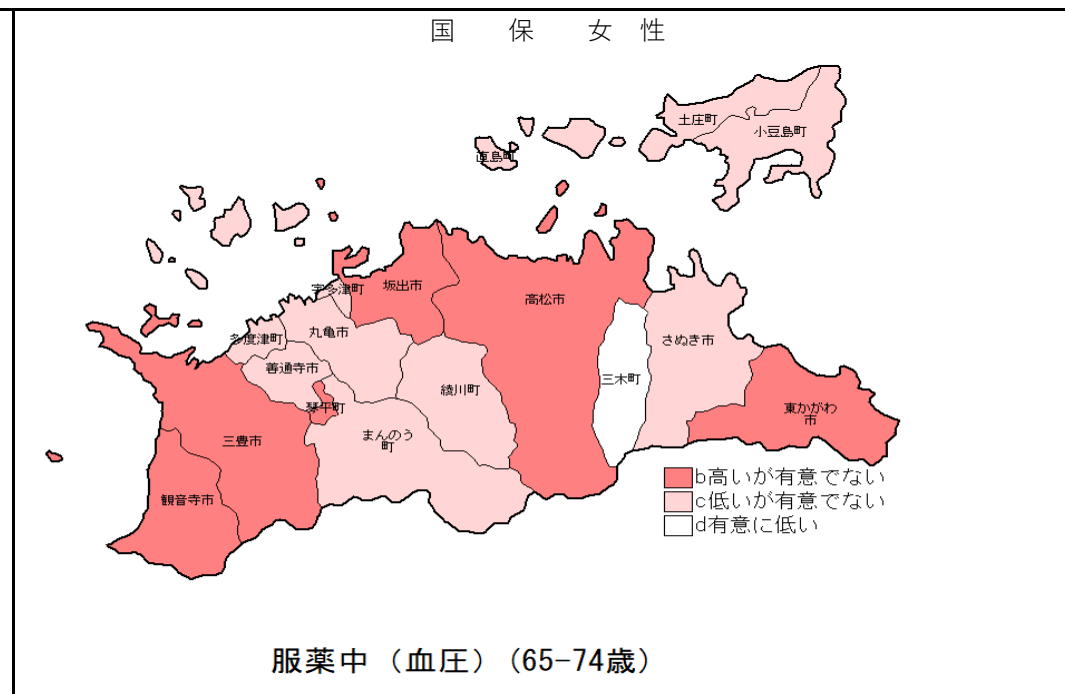 国 保 女 性
土庄町
小豆島町
直島町
宇多津町
坂出市
高松市
多度津町
丸亀市
さぬき市
善通寺市
三木町
綾川町
琴平町
東かがわ
市
まんのう
町
三豊市
観音寺市
b高いが有意でない
c低いが有意でない
d有意に低い
服薬中（血圧）(65-74歳)